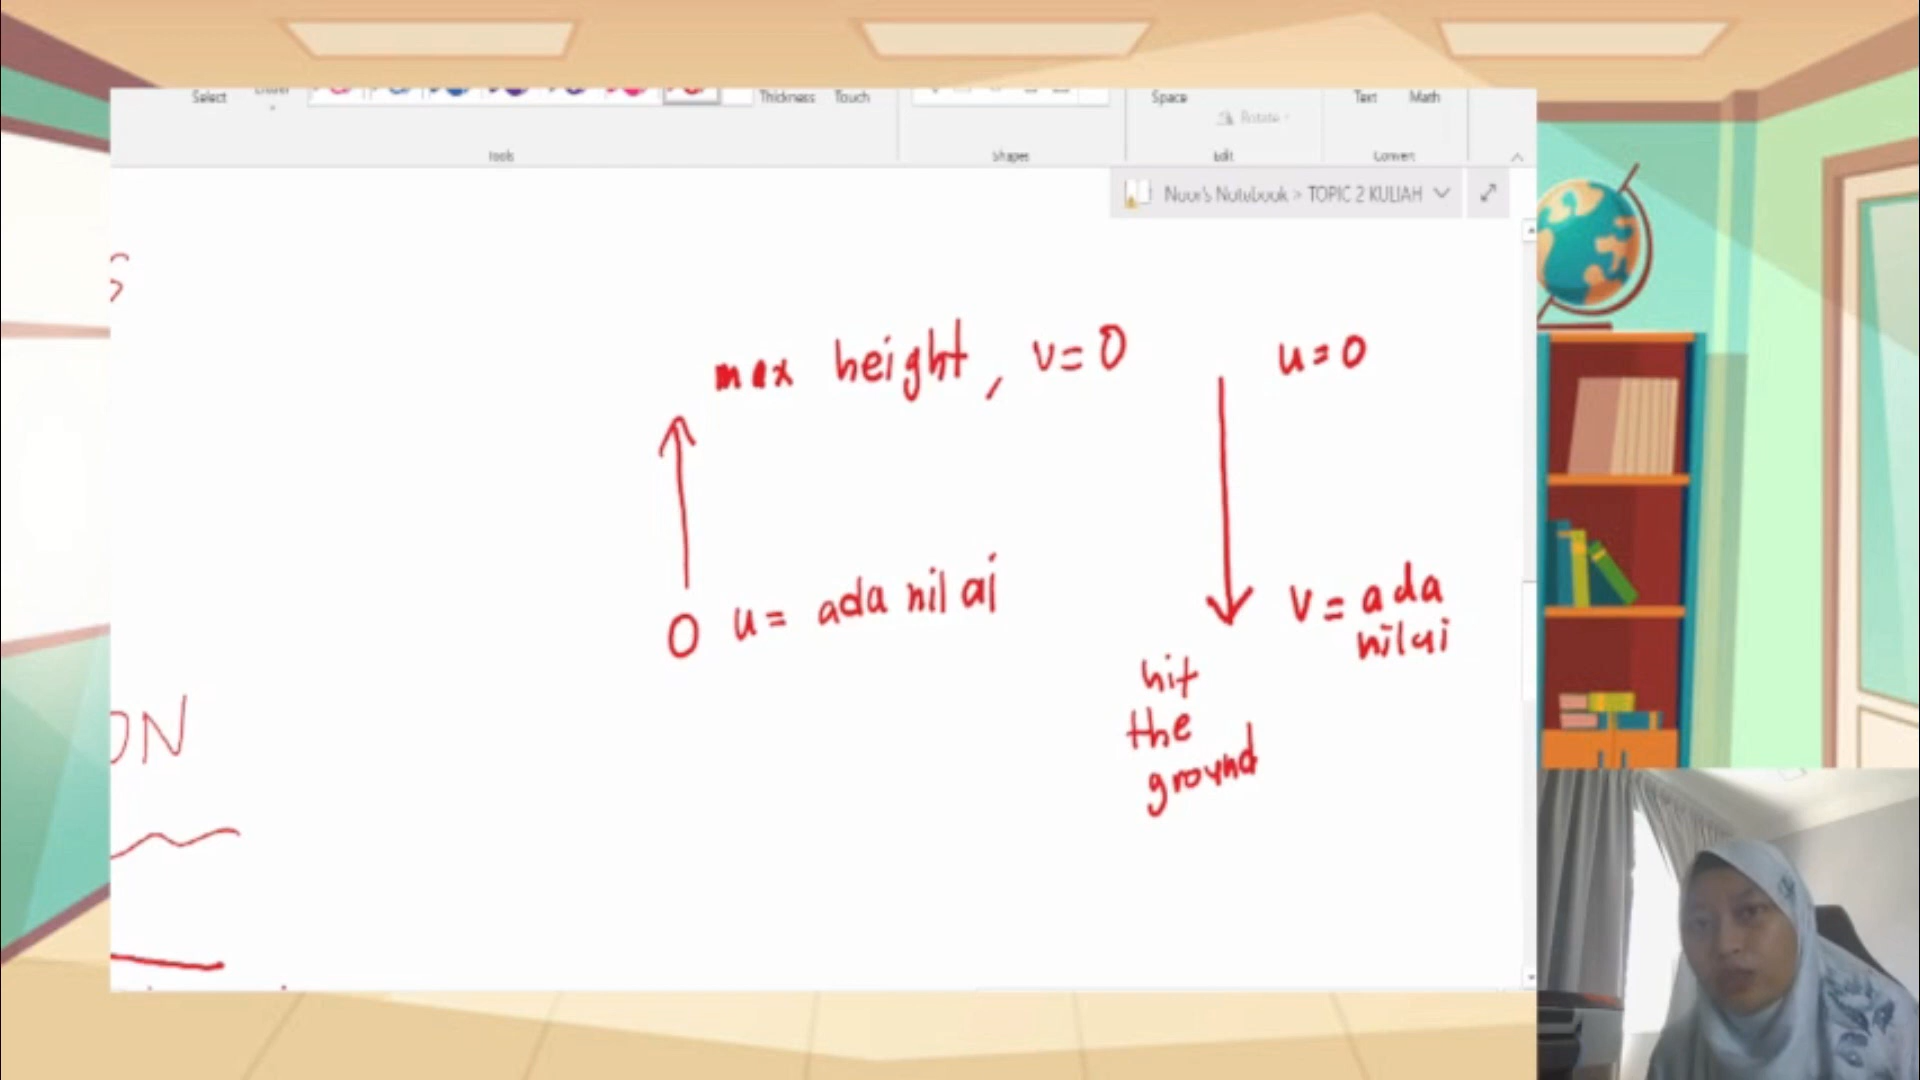 Select
Thickness
Touch
Space
Text
Math
Rotate
Tools
Shapes
Edit
Convert
Noor's Notebook > TOPIC 2 KULIAH
max height, v=0
u=0
u= ada nilai
v= ada
nilai
hit
the
ground
ON